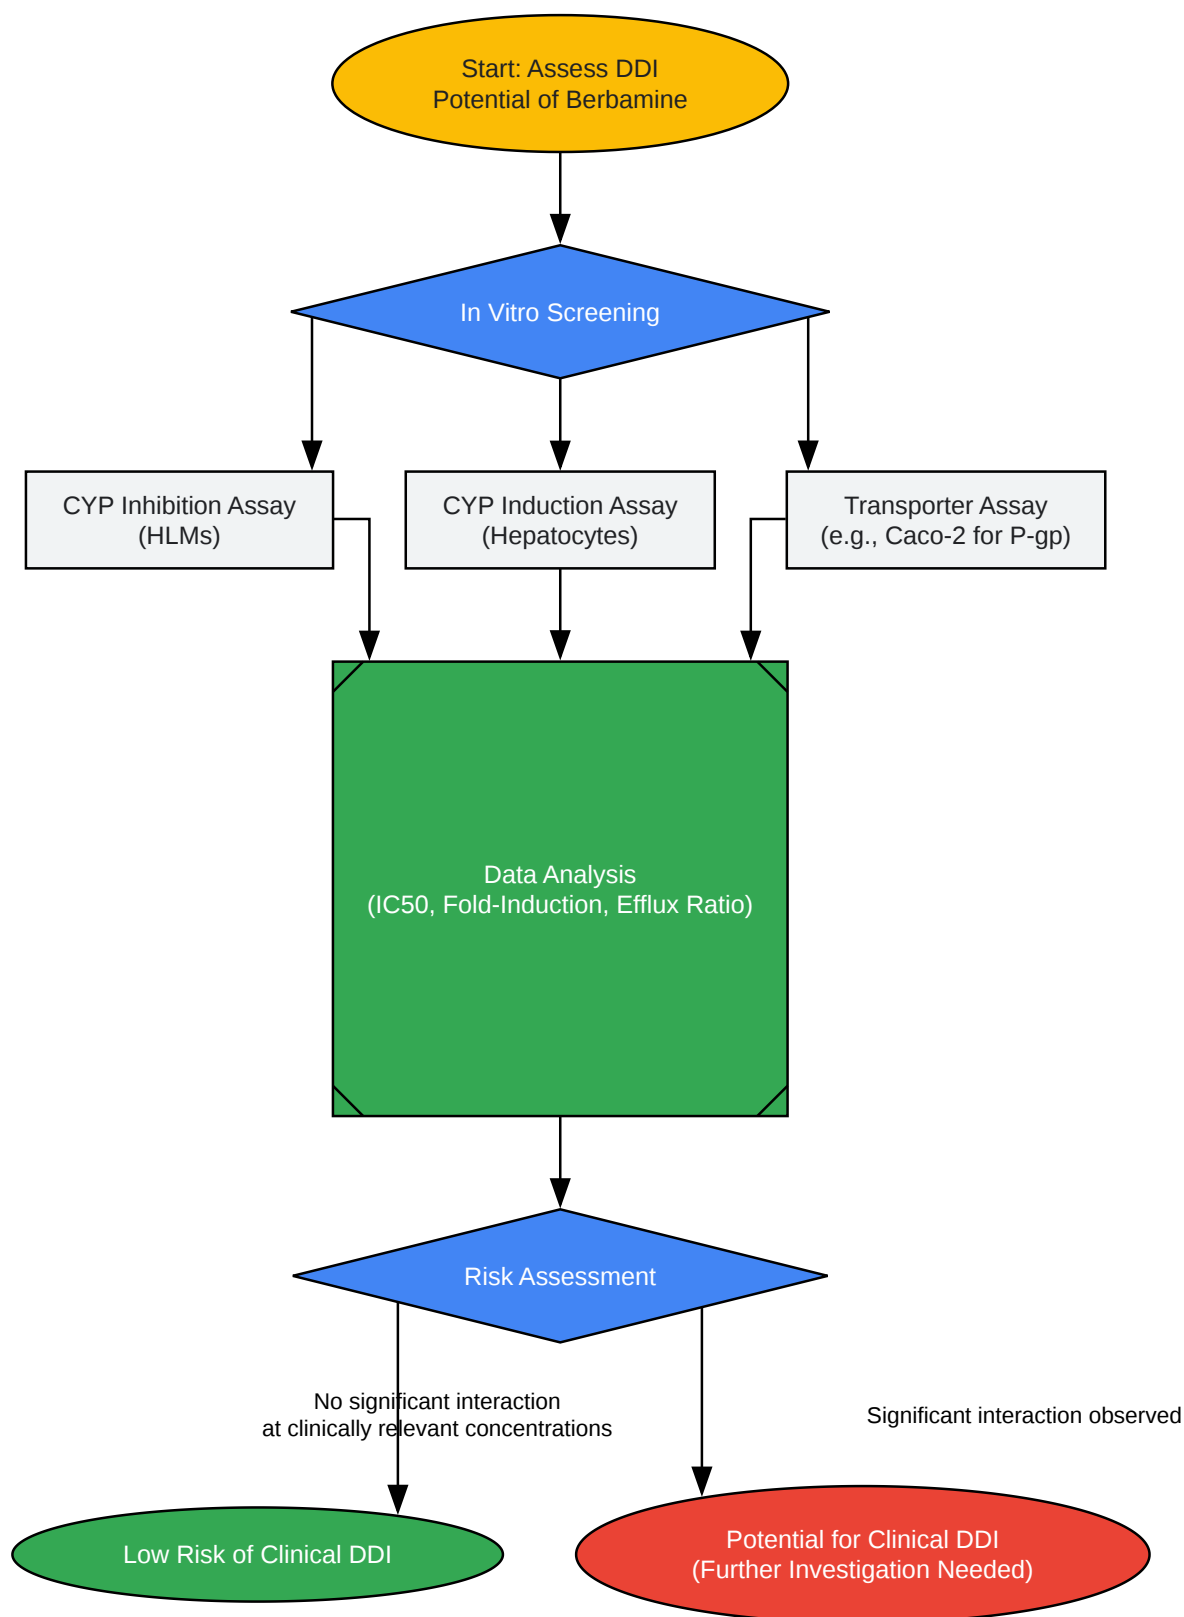 Start: Assess DDI
Potential of Berbamine
In Vitro Screening
CYP Inhibition Assay
(HLMs)
CYP Induction Assay
(Hepatocytes)
Transporter Assay
(e.g., Caco-2 for P-gp)
Data Analysis
(IC50, Fold-Induction, Efflux Ratio)
Risk Assessment
No significant interaction
at clinically relevant concentrations
Significant interaction observed
Low Risk of Clinical DDI
Potential for Clinical DDI
(Further Investigation Needed)